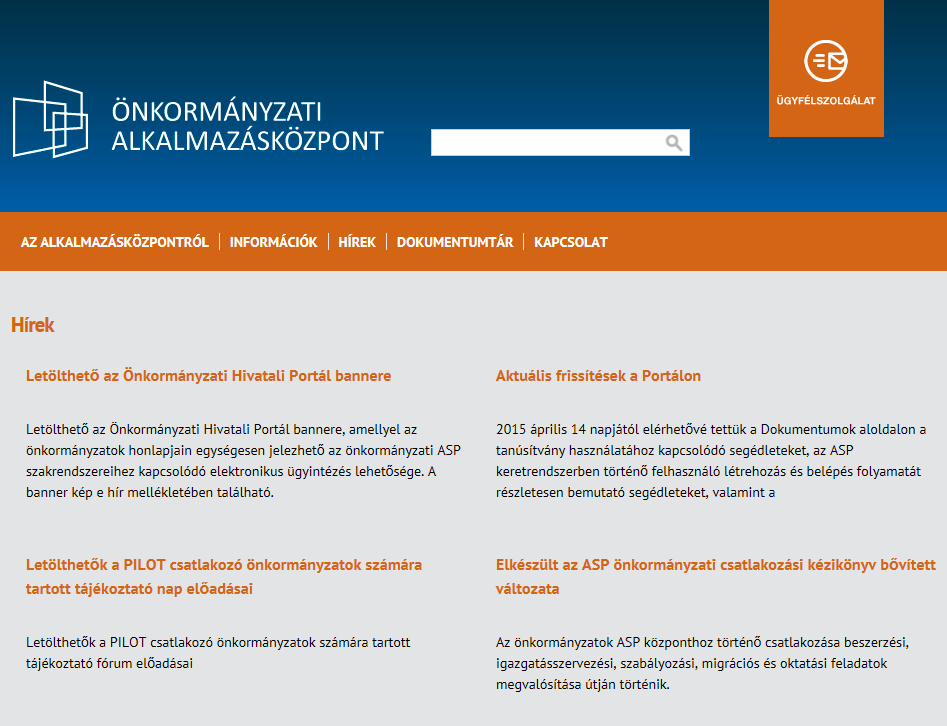 ÜGYFÉLSZOLGÁLAT
ÖNKORMÁNYZATI
ALKALMAZÁSKÖZPONT
AZ ALKALMAZÁSKÖZPONTRÓL INFORMÁCIÓK HÍREK DOKUMENTUMTÁR KAPCSOLAT
Hírek
Letölthető az Önkormányzati Hivatali Portál bannere
Letölthető az Önkormányzati Hivatali Portál bannere, amellyel az
önkormányzatok honlapjain egységesen jelezhető az önkormányzati ASP
szakrendszereihez kapcsolódó elektronikus ügyintézés lehetősége. A
banner kép e hír mellékletében található.
Aktuális frissítések a Portálon
2015 április 14 napjától elérhetővé tettük a Dokumentumok aloldalon a
tanúsítvány használatához kapcsolódó segédleteket, az ASP
keretrendszerben történő felhasználó létrehozás és belépés folyamatát
részletesen bemutató segédleteket, valamint a
Letölthetők a PILOT csatlakozó önkormányzatok számára
tartott tájékoztató nap előadásai
Letölthetők a PILOT csatlakozó önkormányzatok számára tartott
tájékoztató fórum előadásai
Elkészült az ASP önkormányzati csatlakozási kézikönyv bővített
változata
Az önkormányzatok ASP központhoz történő csatlakozása beszerzési,
igazgatásszervezési, szabályozási, migrációs és oktatási feladatok
megvalósítása útján történik.